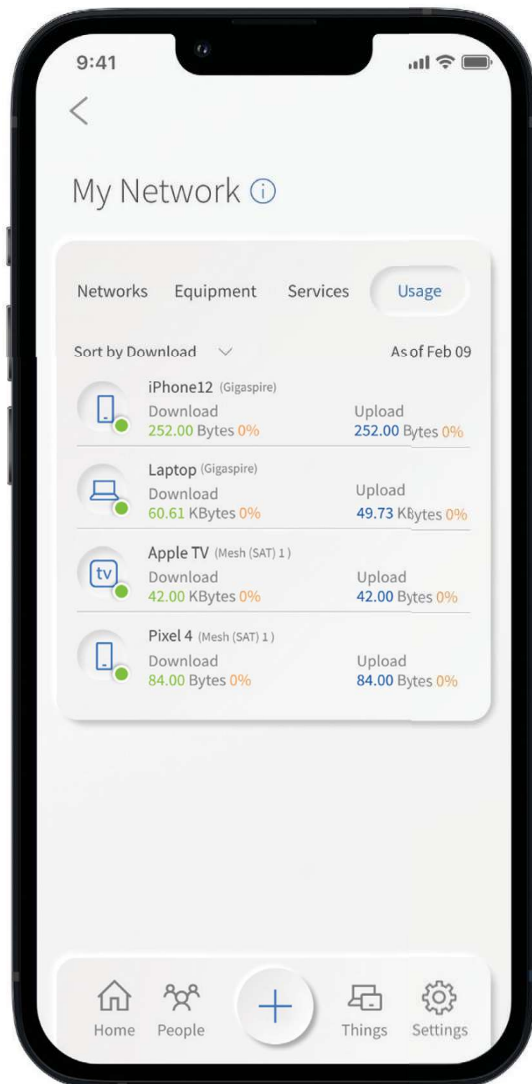 9:41
My Network
Networks Equipment Services Usage
Sort by Download As of Feb 09
iPhone12 (Gigaspire)
Download Upload
252.00 Bytes 0% 252.00 Bytes 0%
Laptop (Gigaspire)
Download Upload
60.61 KBytes 0% 49.73 KBytes 0%
tv
Apple TV (Mesh (SAT) 1 )
Download Upload
42.00 KBytes 0% 42.00 Bytes 0%
Pixel 4 (Mesh (SAT) 1 )
Download Upload
84.00 Bytes 0% 84.00 Bytes 0%
Home People Things Settings